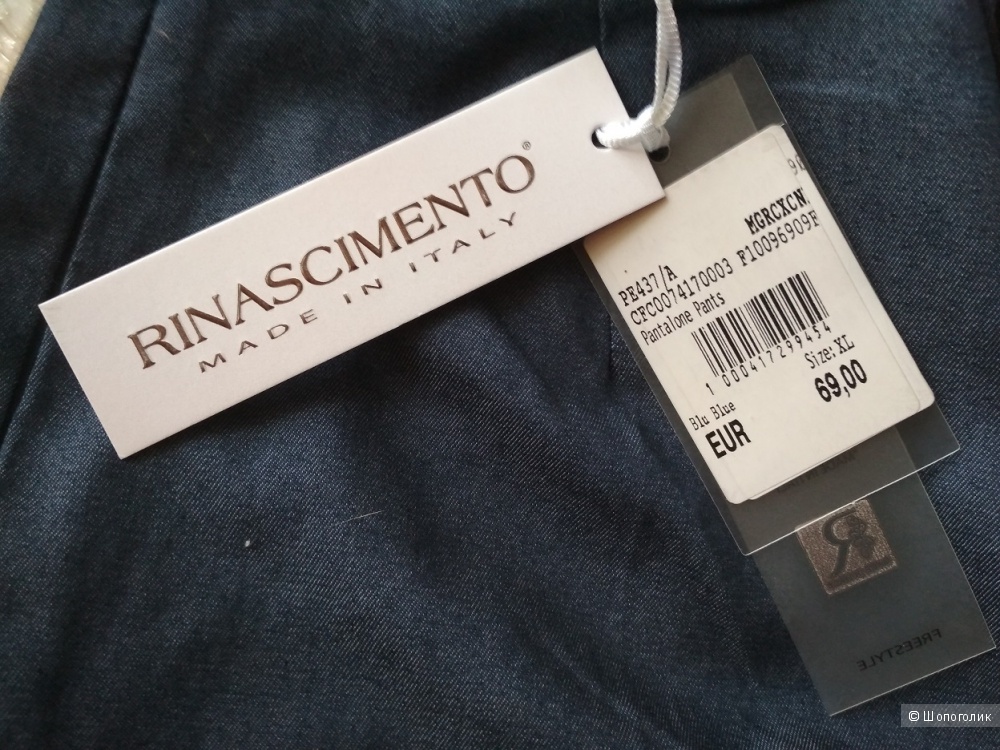 RINASCIMENTO®
MADE IN ITALY
MGRCXCN
PE437/A
CFC0074170003 F10096909F
Pantalone Pants
1 000417299454
Size: XL
Blu Blue
69,00
EUR
R
FREESTYLE
© Шопоголик